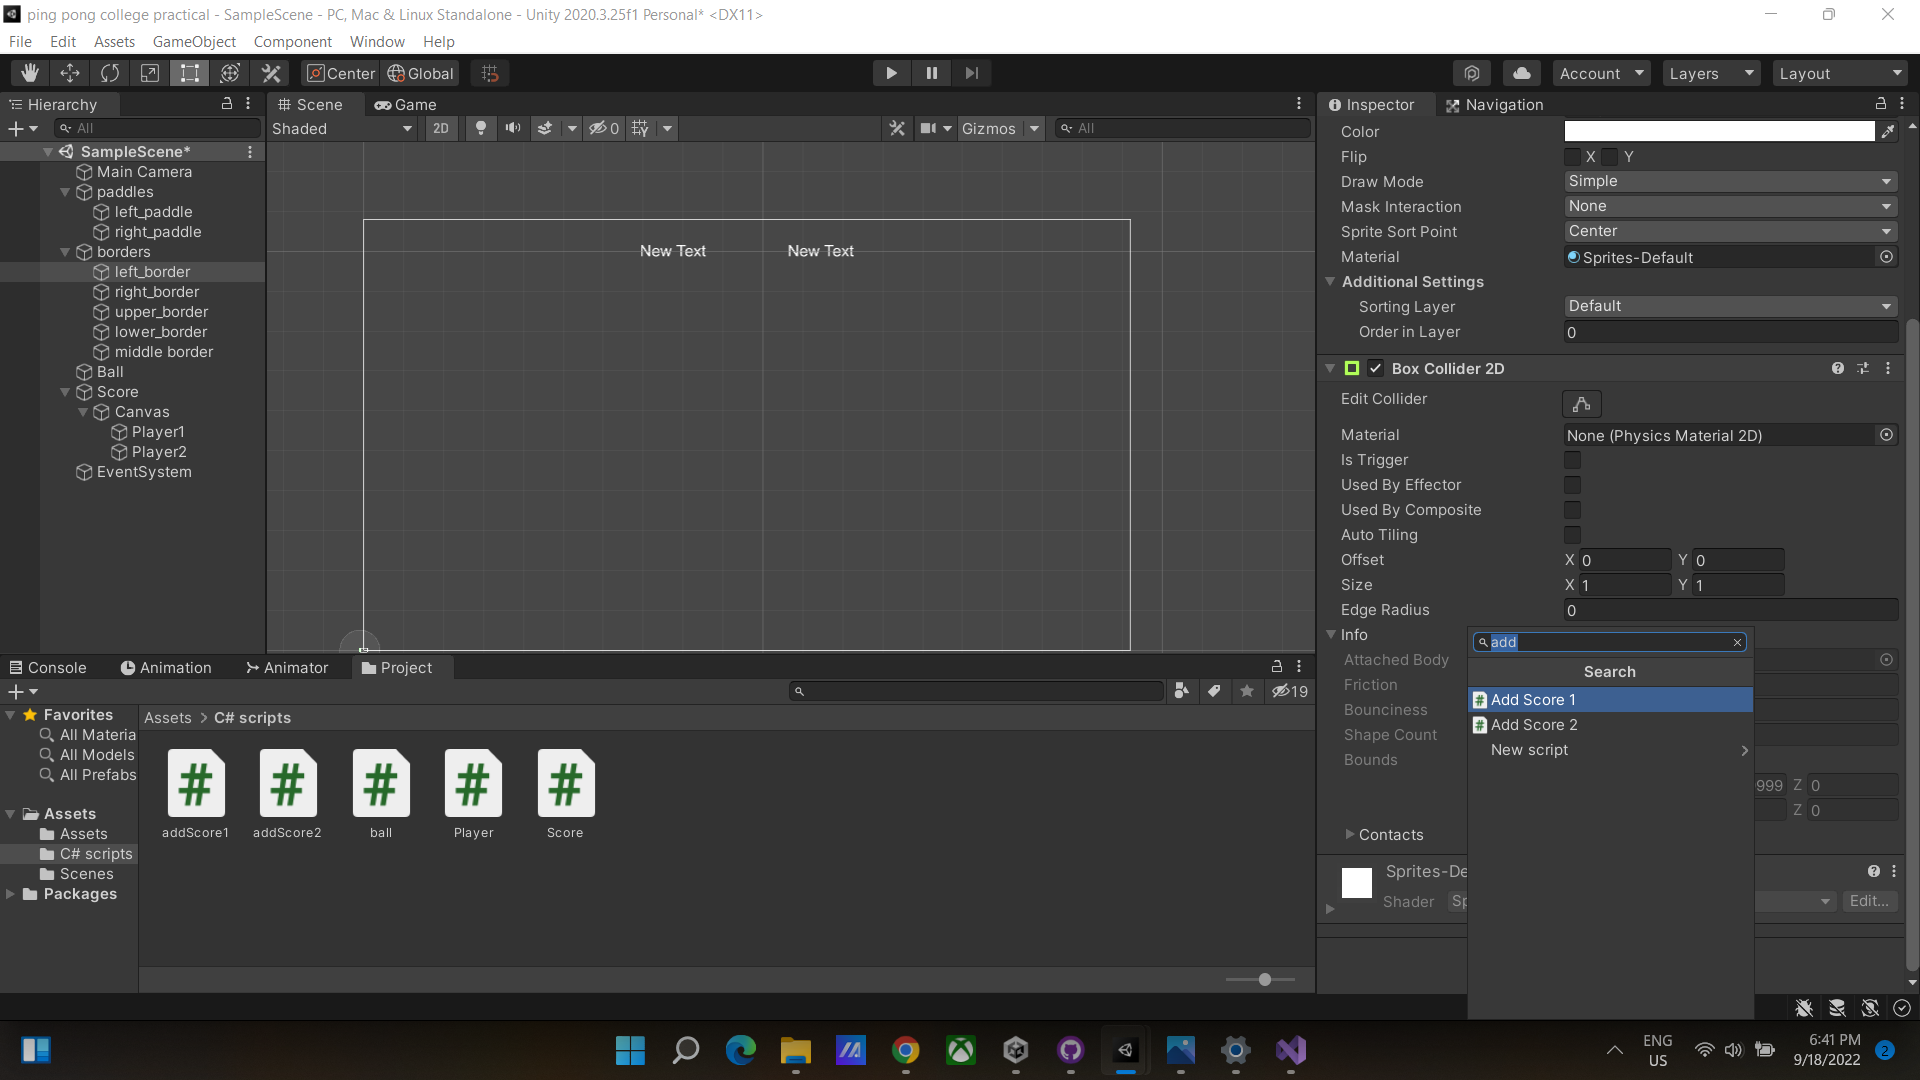 ping pong college practical - SampleScene - PC, Mac & Linux Standalone - Unity 2020.3.25f1 Personal* <DX11>
File Edit Assets GameObject Component Window Help
Center Global Account Layers Layout
Hierarchy
All
SampleScene*
Main Camera
paddles
left_paddle
right_paddle
borders
left_border
right_border
upper_border
lower_border
middle border
Ball
Score
Canvas
Player1
Player2
EventSystem
Scene Game
Shaded 2D 0 Gizmos All
New Text New Text
Inspector Navigation
Color
Flip X Y
Draw Mode Simple
Mask Interaction None
Sprite Sort Point Center
Material Sprites-Default
Additional Settings
Sorting Layer Default
Order in Layer 0
Box Collider 2D
Edit Collider
Material None (Physics Material 2D)
Is Trigger
Used By Effector
Used By Composite
Auto Tiling
Offset X 0 Y 0
Size X 1 Y 1
Edge Radius 0
Info
Attached Body
Friction
Bounciness
Shape Count
Bounds
999 Z 0
Z 0
Contacts
Sprites-De
Shader Sp Edit...
add
Search
Add Score 1
Add Score 2
New script
Console Animation Animator Project
19
Favorites
All Materia
All Models
All Prefabs
Assets
Assets
C# scripts
Scenes
Packages
Assets > C# scripts
addScore1 addScore2 ball Player Score
ENG
US
6:41 PM
9/18/2022
2